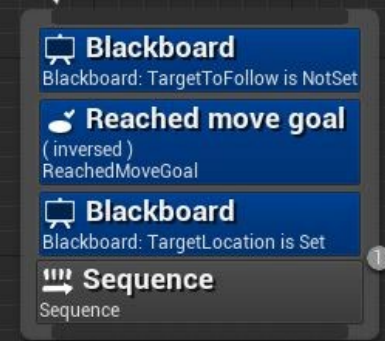 Blackboard
Blackboard: TargetToFollow is NotSet
Reached move goal
( inversed )
ReachedMoveGoal
Blackboard
Blackboard: TargetLocation is Set
1
Sequence
Sequence